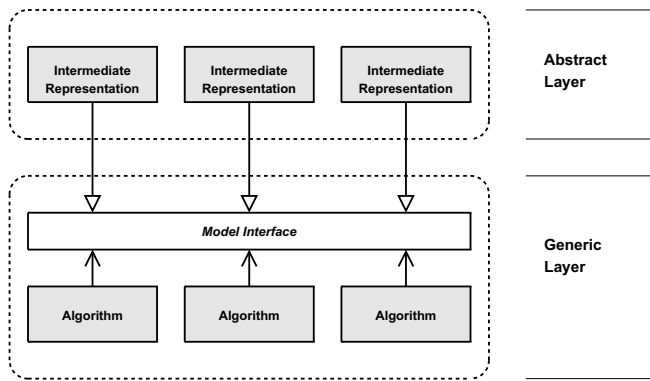 Intermediate
Representation
Intermediate
Representation
Intermediate
Representation
Abstract
Layer
Model Interface
Generic
Layer
Algorithm
Algorithm
Algorithm